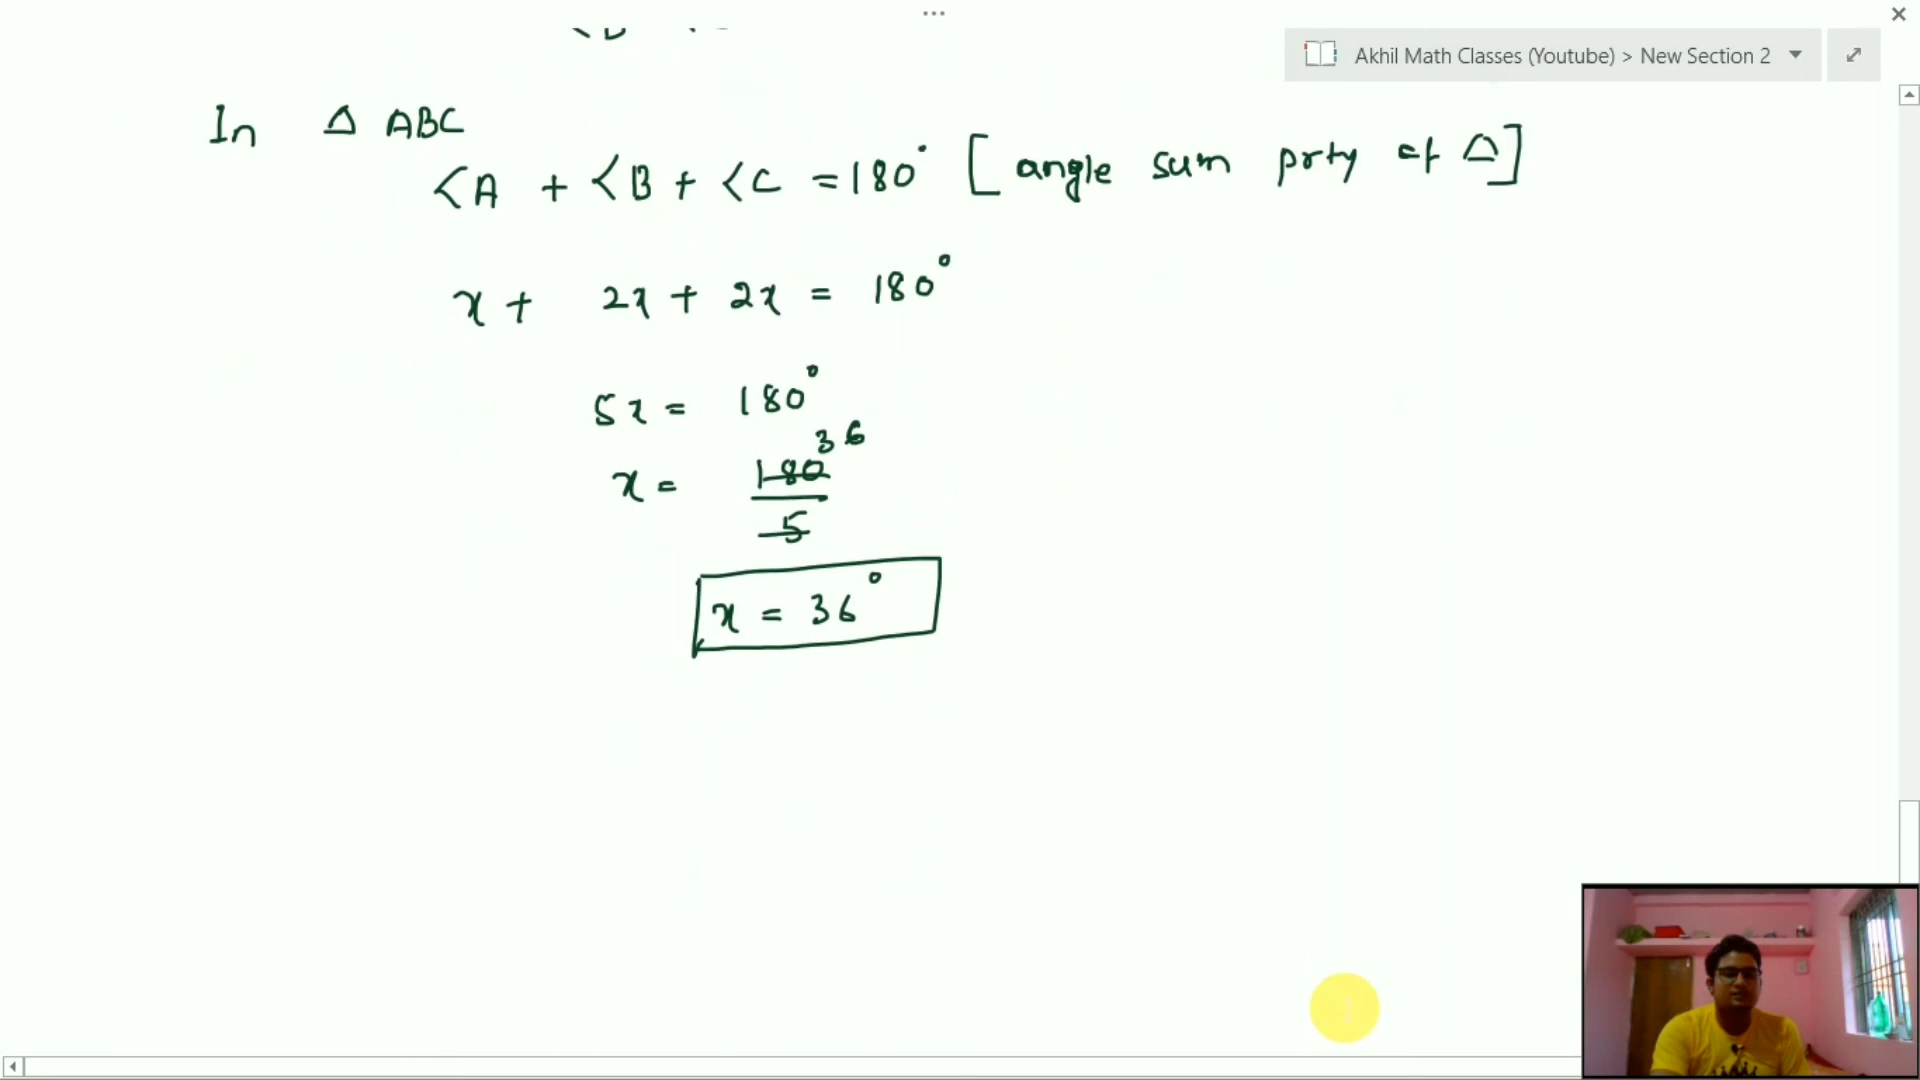 ...
Akhil Math Classes (Youtube) > New Section 2
In △ ABC
<A + <B + <C = 180° [angle sum prty of △]
x + 2x + 2x = 180°
5x = 180°
x = 180/5 36
x = 36°